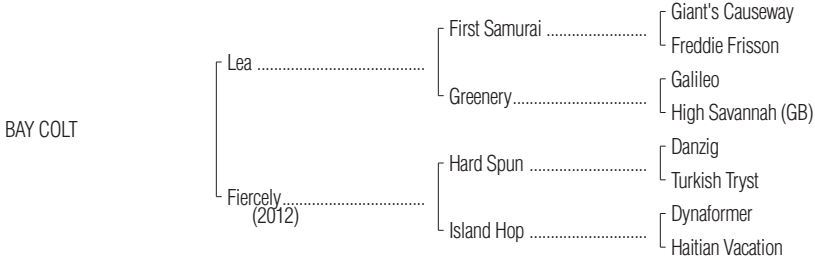 Giant's Causeway
First Samurai ........................
Freddie Frisson
Lea ........................................
Galileo
Greenery................................
High Savannah (GB)
BAY COLT
Danzig
Hard Spun ............................
Turkish Tryst
Fiercely..................................
(2012)
Dynaformer
Island Hop ............................
Haitian Vacation